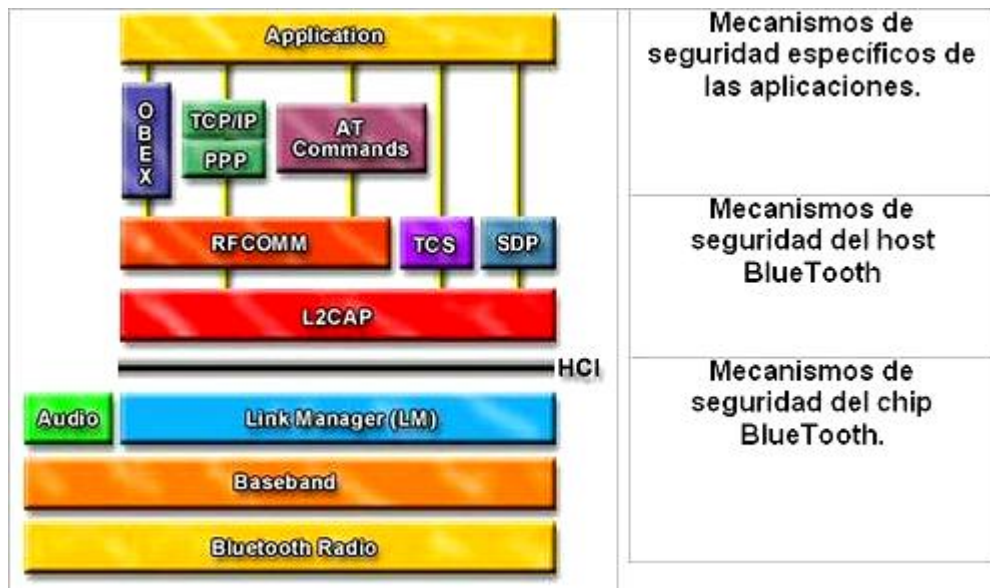 Application
OBEX
TCP/IP
PPP
AT
Commands
RFCOMM
TCS
SDP
L2CAP
HCI
Audio
Link Manager (LM)
Baseband
Bluetooth Radio
Mecanismos de
seguridad específicos de
las aplicaciones.
Mecanismos de
seguridad del host
BlueTooth
Mecanismos de
seguridad del chip
BlueTooth.